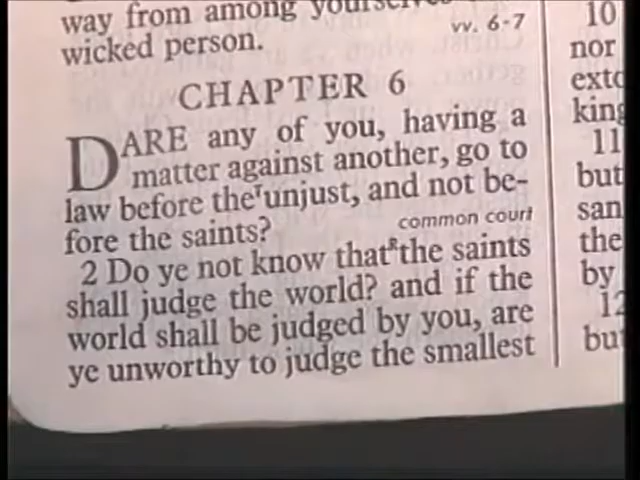 way from among yourselves
vv. 6-7
wicked person.
CHAPTER 6
DARE any of you, having a
matter against another, go to
law before the unjust, and not be-
fore the saints?
common court
2 Do ye not know that the saints
shall judge the world? and if the
world shall be judged by you, are
ye unworthy to judge the smallest
10
nor
king
11
but
san
the
by
12
but